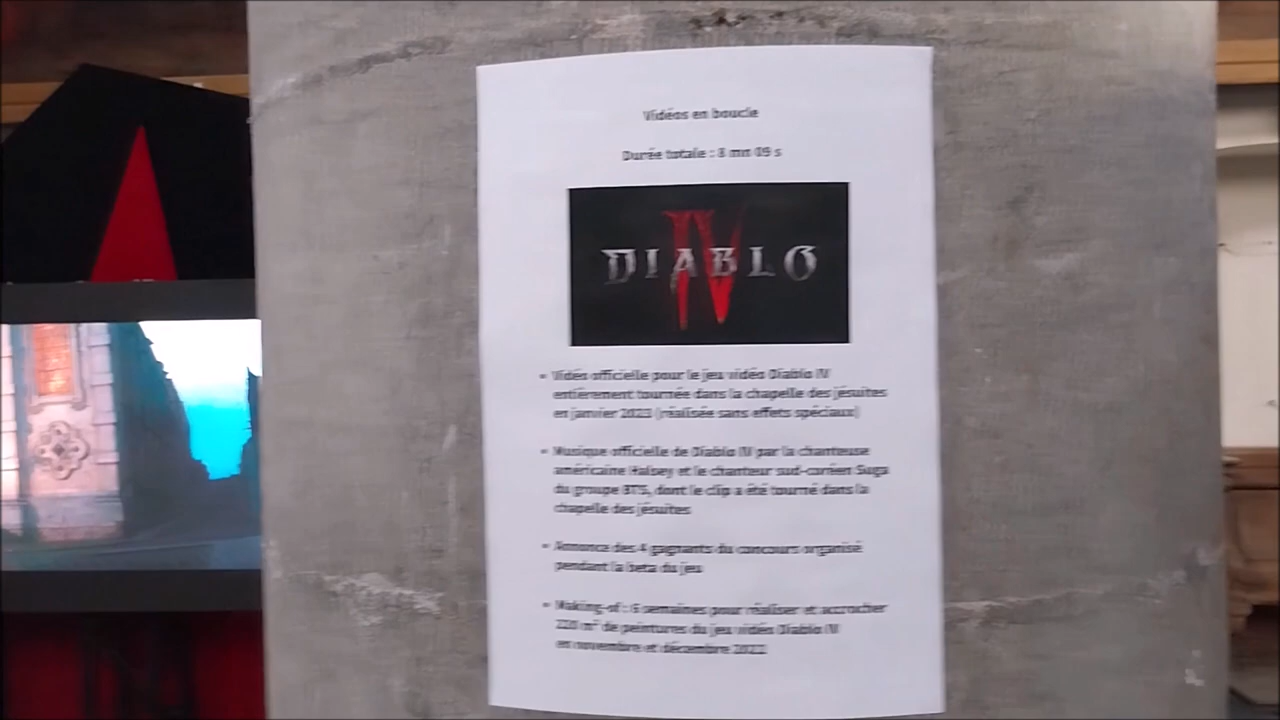 Vidéos en boucle
Durée totale : 8 mn 09 s
DIABLO
IV
• Vidéo officielle pour le jeu vidéo Diablo IV
entièrement tournée dans la chapelle des jésuites
en janvier 2023 (réalisée sans effets spéciaux)
• Musique officielle de Diablo IV par la chanteuse
américaine Halsey et le chanteur sud-coréen Suga
du groupe BTS, dont le clip a été tourné dans la
chapelle des jésuites
• Annonce des 4 gagnants du concours organisé
pendant la beta du jeu
• Making-of : 6 semaines pour réaliser et accrocher
220 m² de peintures du jeu vidéo Diablo IV
en novembre et décembre 2022